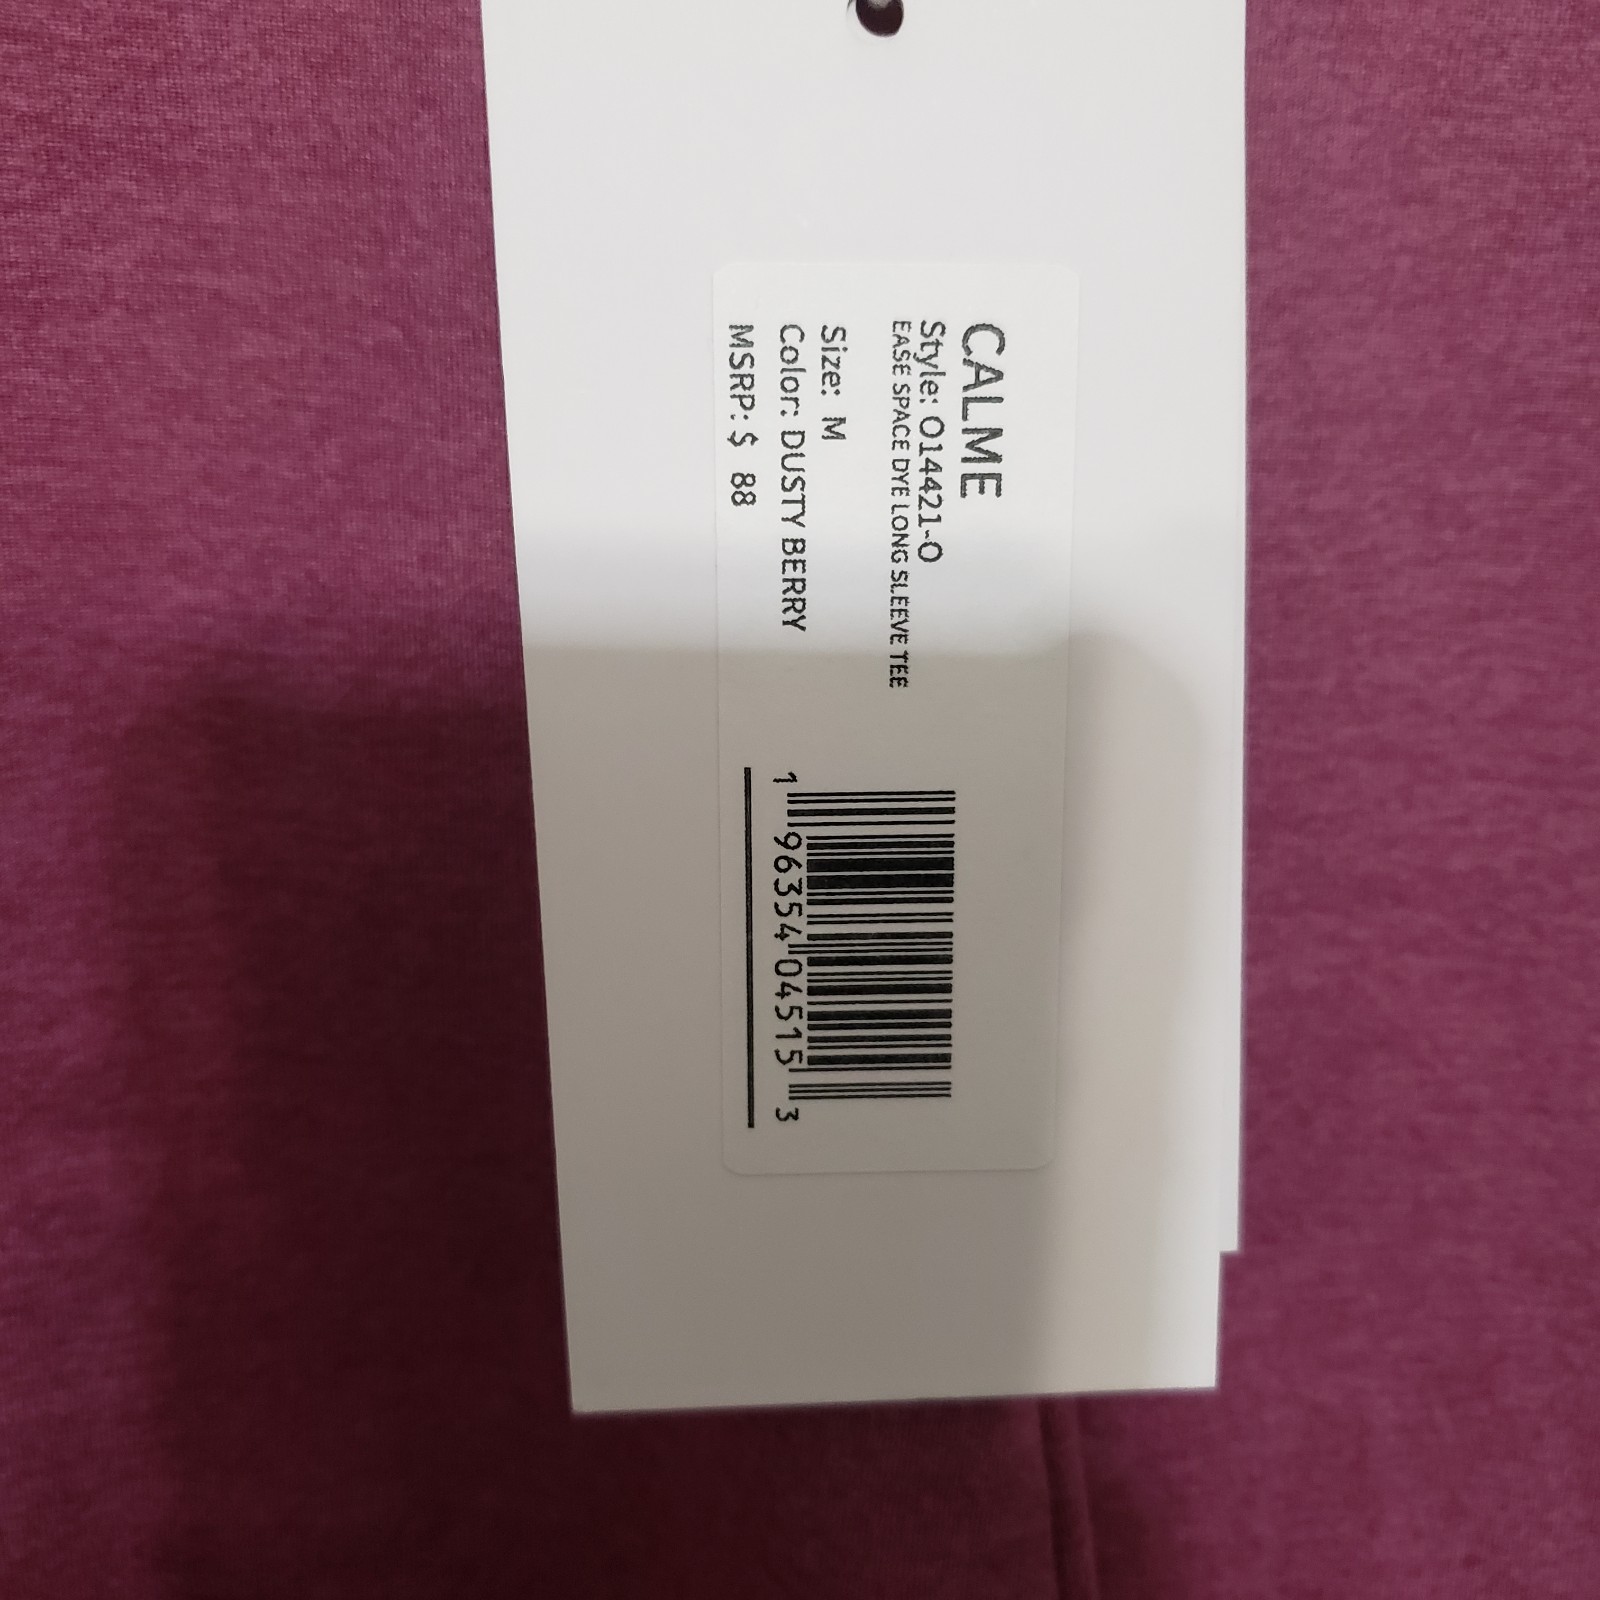 CALME
Style: O14421-O
EASE SPACE DYE LONG SLEEVE TEE
Size: M
Color: DUSTY BERRY
MSRP: $ 88
1 96354 04515 3